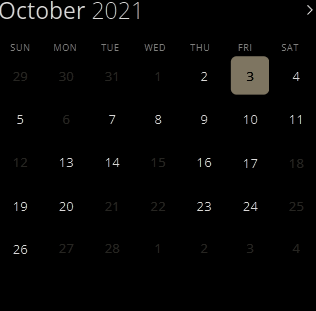 October 2021 >
SUN MON TUE WED THU FRI SAT
29 30 31 1 2 3 4
5 6 7 8 9 10 11
12 13 14 15 16 17 18
19 20 21 22 23 24 25
26 27 28 1 2 3 4